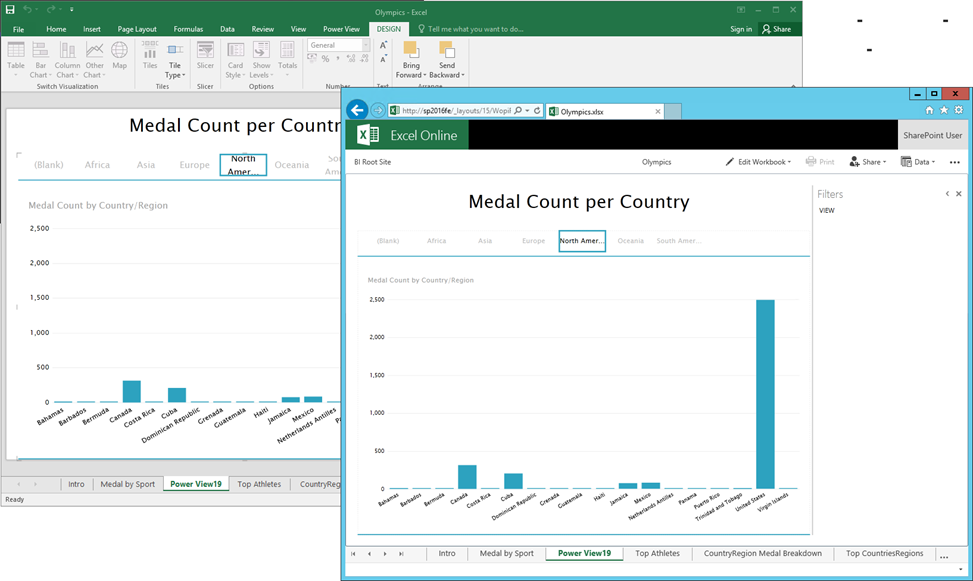 Olympics - Excel
File Home Insert Page Layout Formulas Data Review View Power View DESIGN Tell me what you want to do... Sign in Share
Table Bar Chart Column Chart Other Chart Map Tiles Tile Type Slicer Card Style Show Levels Totals General % Bring Forward Send Backward
Switch Visualization Tiles Slicer Options Number Text Arrange
Medal Count per Countr
(Blank) Africa Asia Europe North Amer... Oceania
Medal Count by Country/Region
2,500
2,000
1,500
1,000
500
0
Bahamas Barbados Bermuda Canada Costa Rica Cuba Dominican Republic Grenada Guatemala Haiti Jamaica Mexico Netherlands Antilles
Intro Medal by Sport Power View19 Top Athletes CountryReg
Ready
http://sp2016fe/_layouts/15/Wopi
Olympics.xlsx
Excel Online
SharePoint User
BI Root Site Olympics Edit Workbook Print Share Data
Medal Count per Country
Filters
VIEW
(Blank) Africa Asia Europe North Amer... Oceania South Amer...
Medal Count by Country/Region
2,500
2,000
1,500
1,000
500
0
Bahamas Barbados Bermuda Canada Costa Rica Cuba Dominican Republic Grenada Guatemala Haiti Jamaica Mexico Netherlands Antilles Panama Puerto Rico Trinidad and Tobago United States Virgin Islands
Intro Medal by Sport Power View19 Top Athletes CountryRegion Medal Breakdown Top CountriesRegions ...